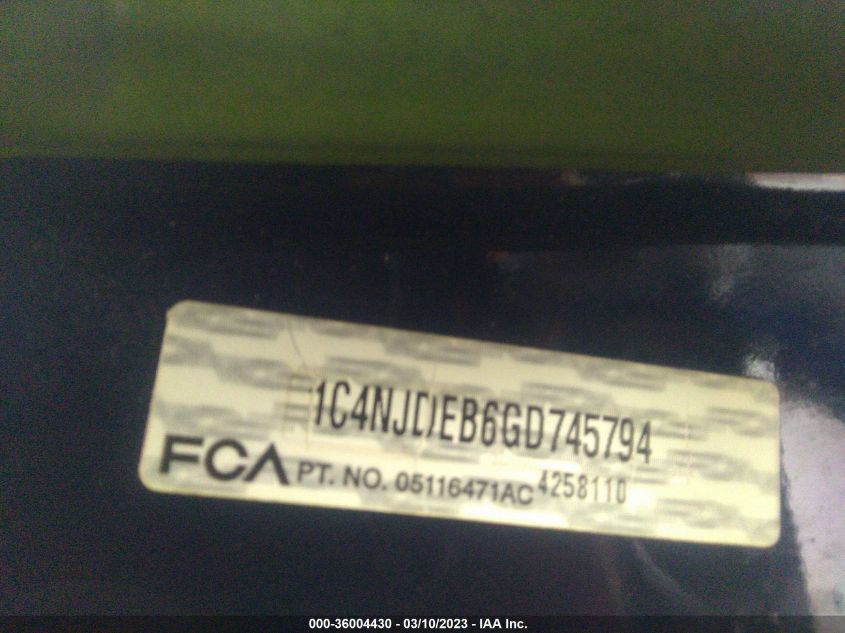 1C4NJDEB6GD745794
FCA PT. NO. 05116471AC 4258110
000-36004430 - 03/10/2023 - IAA Inc.